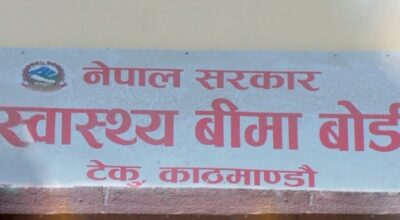 नेपाल सरकार
स्वास्थ्य बीमा बोर्ड
टेकु, काठमाण्डौ